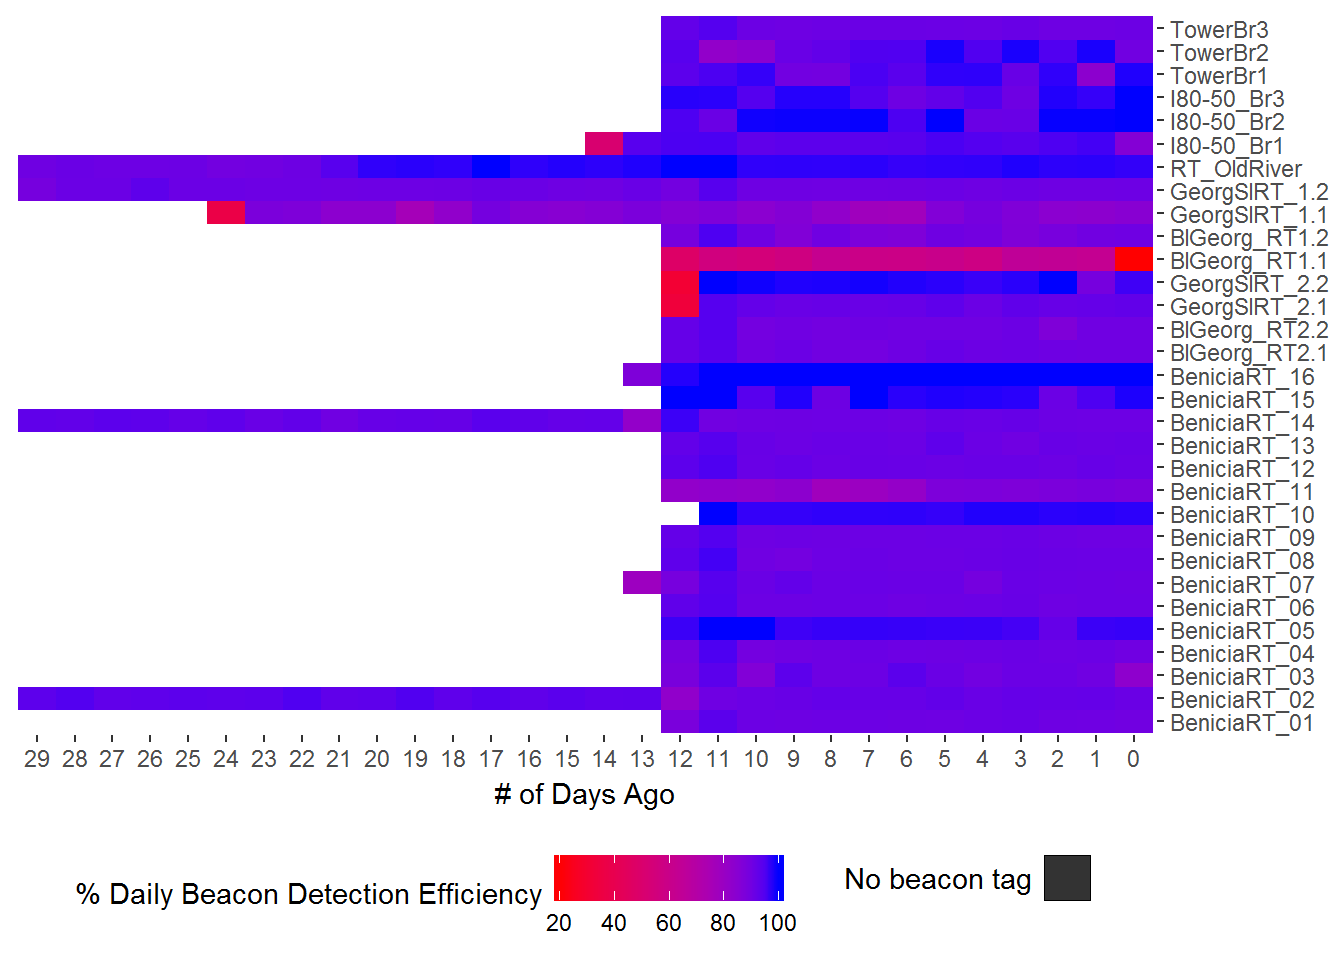 TowerBr3
TowerBr2
TowerBr1
I80-50_Br3
I80-50_Br2
I80-50_Br1
RT_OldRiver
GeorgSlRT_1.2
GeorgSlRT_1.1
BlGeorg_RT1.2
BlGeorg_RT1.1
GeorgSlRT_2.2
GeorgSlRT_2.1
BlGeorg_RT2.2
BlGeorg_RT2.1
BeniciaRT_16
BeniciaRT_15
BeniciaRT_14
BeniciaRT_13
BeniciaRT_12
BeniciaRT_11
BeniciaRT_10
BeniciaRT_09
BeniciaRT_08
BeniciaRT_07
BeniciaRT_06
BeniciaRT_05
BeniciaRT_04
BeniciaRT_03
BeniciaRT_02
BeniciaRT_01
29 28 27 26 25 24 23 22 21 20 19 18 17 16 15 14 13 12 11 10 9 8 7 6 5 4 3 2 1 0
# of Days Ago
% Daily Beacon Detection Efficiency
20 40 60 80 100
No beacon tag